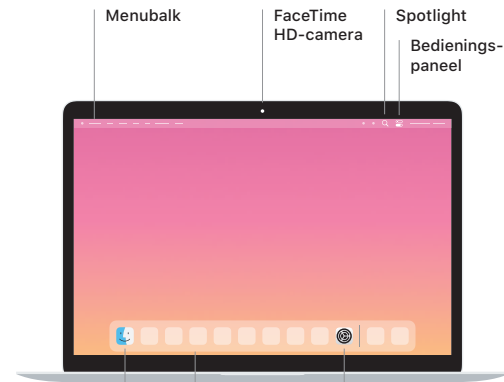 Menubalk
FaceTime
HD-camera
Spotlight
Bedienings-
paneel